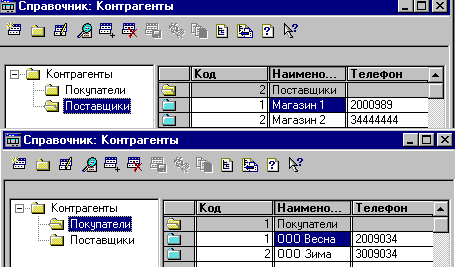 Справочник: Контрагенты
Контрагенты
Покупатели
Поставщики
Код Наимено... Телефон
2 Поставщики
1 Магазин 1 2000989
2 Магазин 2 34444444
Справочник: Контрагенты
Контрагенты
Покупатели
Поставщики
Код Наимено... Телефон
1 Покупатели
1 ООО Весна 2009034
2 ООО Зима 3009034